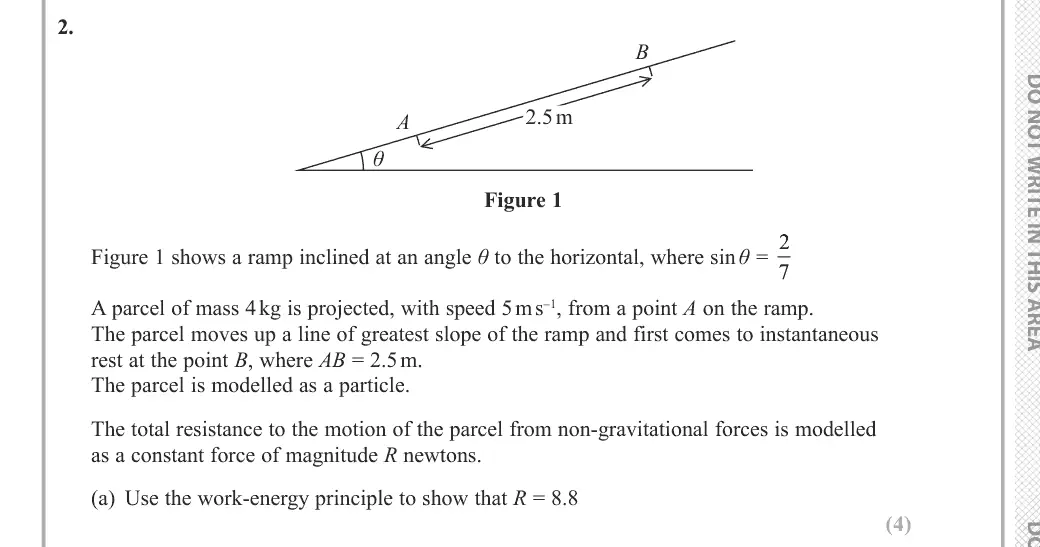 2.
B
A
2.5 m
θ
Figure 1
Figure 1 shows a ramp inclined at an angle θ to the horizontal, where sin θ = 2/7
A parcel of mass 4 kg is projected, with speed 5 m s⁻¹, from a point A on the ramp.
The parcel moves up a line of greatest slope of the ramp and first comes to instantaneous
rest at the point B, where AB = 2.5 m.
The parcel is modelled as a particle.
The total resistance to the motion of the parcel from non-gravitational forces is modelled
as a constant force of magnitude R newtons.
(a) Use the work-energy principle to show that R = 8.8
(4)
DO NOT WRITE IN THIS AREA
DO